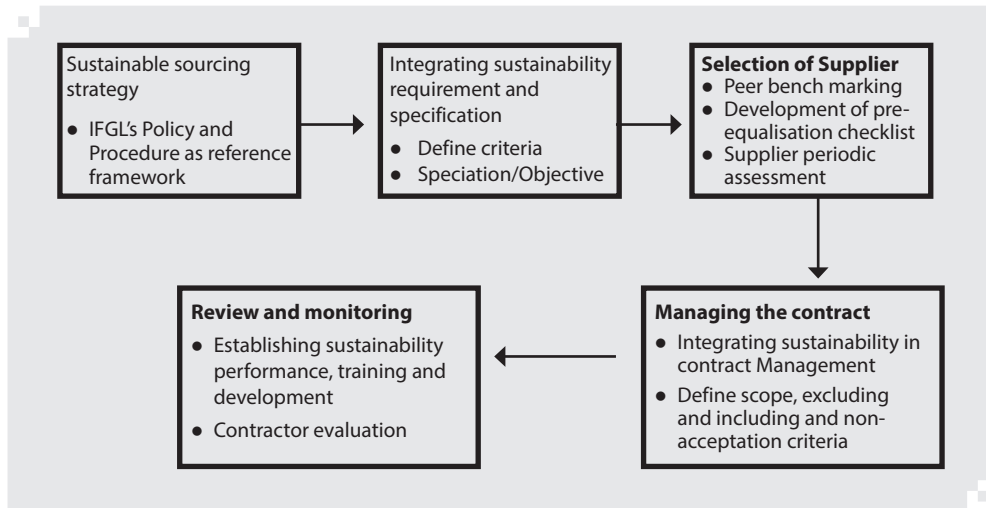 Sustainable sourcing
strategy
● IFGL's Policy and
Procedure as reference
framework
Integrating sustainability
requirement and
specification
● Define criteria
● Speciation/Objective
Selection of Supplier
● Peer bench marking
● Development of pre-
equalisation checklist
● Supplier periodic
assessment
Managing the contract
● Integrating sustainability in
contract Management
● Define scope, excluding
and including and non-
acceptation criteria
Review and monitoring
● Establishing sustainability
performance, training and
development
● Contractor evaluation